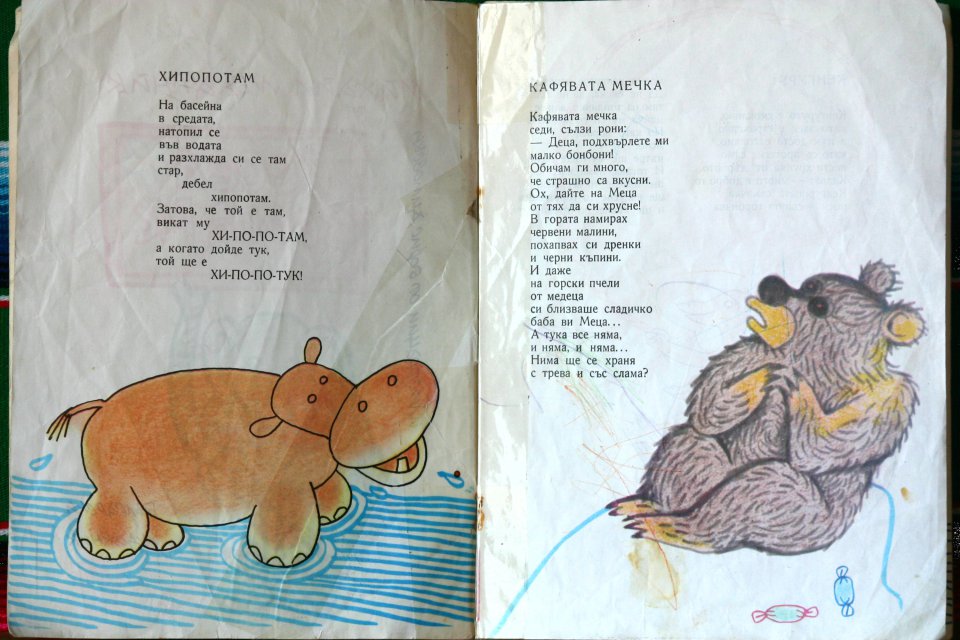 ХИПОПОТАМ
На басейна
в средата,
натопил се
във водата
и разхлажда си се там
стар,
дебел
хипопотам.
Затова, че той е там,
викат му
ХИ-ПО-ПО-ТАМ,
а когато дойде тук,
той ще е
ХИ-ПО-ПО-ТУК!
КАФЯВАТА МЕЧКА
Кафявата мечка
седи, сълзи рони:
— Деца, подхвърлете ми
малко бонбони!
Обичам ги много,
че страшно са вкусни.
Ох, дайте на Меца
от тях да си хрусне!
В гората намирах
червени малини,
похапвах си дренки
и черни къпини.
И даже
на горски пчели
от медеца
си близваше сладичко
баба ви Меца...
А тука все няма,
и няма, и няма...
Нима ще се храня
с трева и със слама?